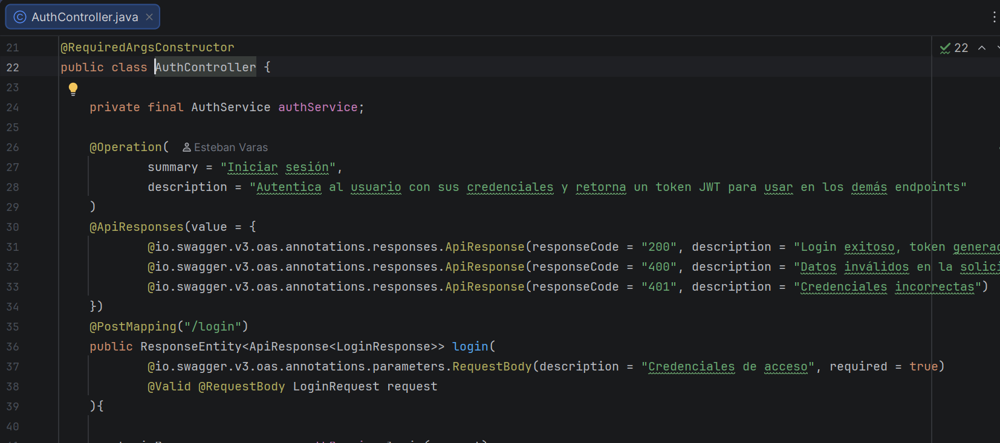 AuthController.java
22
21 @RequiredArgsConstructor
22 public class AuthController {
23
24 private final AuthService authService;
25
26 @Operation( Esteban Varas
27 summary = "Iniciar sesión",
28 description = "Autentica al usuario con sus credenciales y retorna un token JWT para usar en los demás endpoints"
29 )
30 @ApiResponses(value = {
31 @io.swagger.v3.oas.annotations.responses.ApiResponse(responseCode = "200", description = "Login exitoso, token
32 @io.swagger.v3.oas.annotations.responses.ApiResponse(responseCode = "400", description = "Datos inválidos en la
33 @io.swagger.v3.oas.annotations.responses.ApiResponse(responseCode = "401", description = "Credenciales incorrectas")
34 })
35 @PostMapping("/login")
36 public ResponseEntity<ApiResponse<LoginResponse>> login(
37 @io.swagger.v3.oas.annotations.parameters.RequestBody(description = "Credenciales de acceso", required = true)
38 @Valid @RequestBody LoginRequest request
39 ){
40